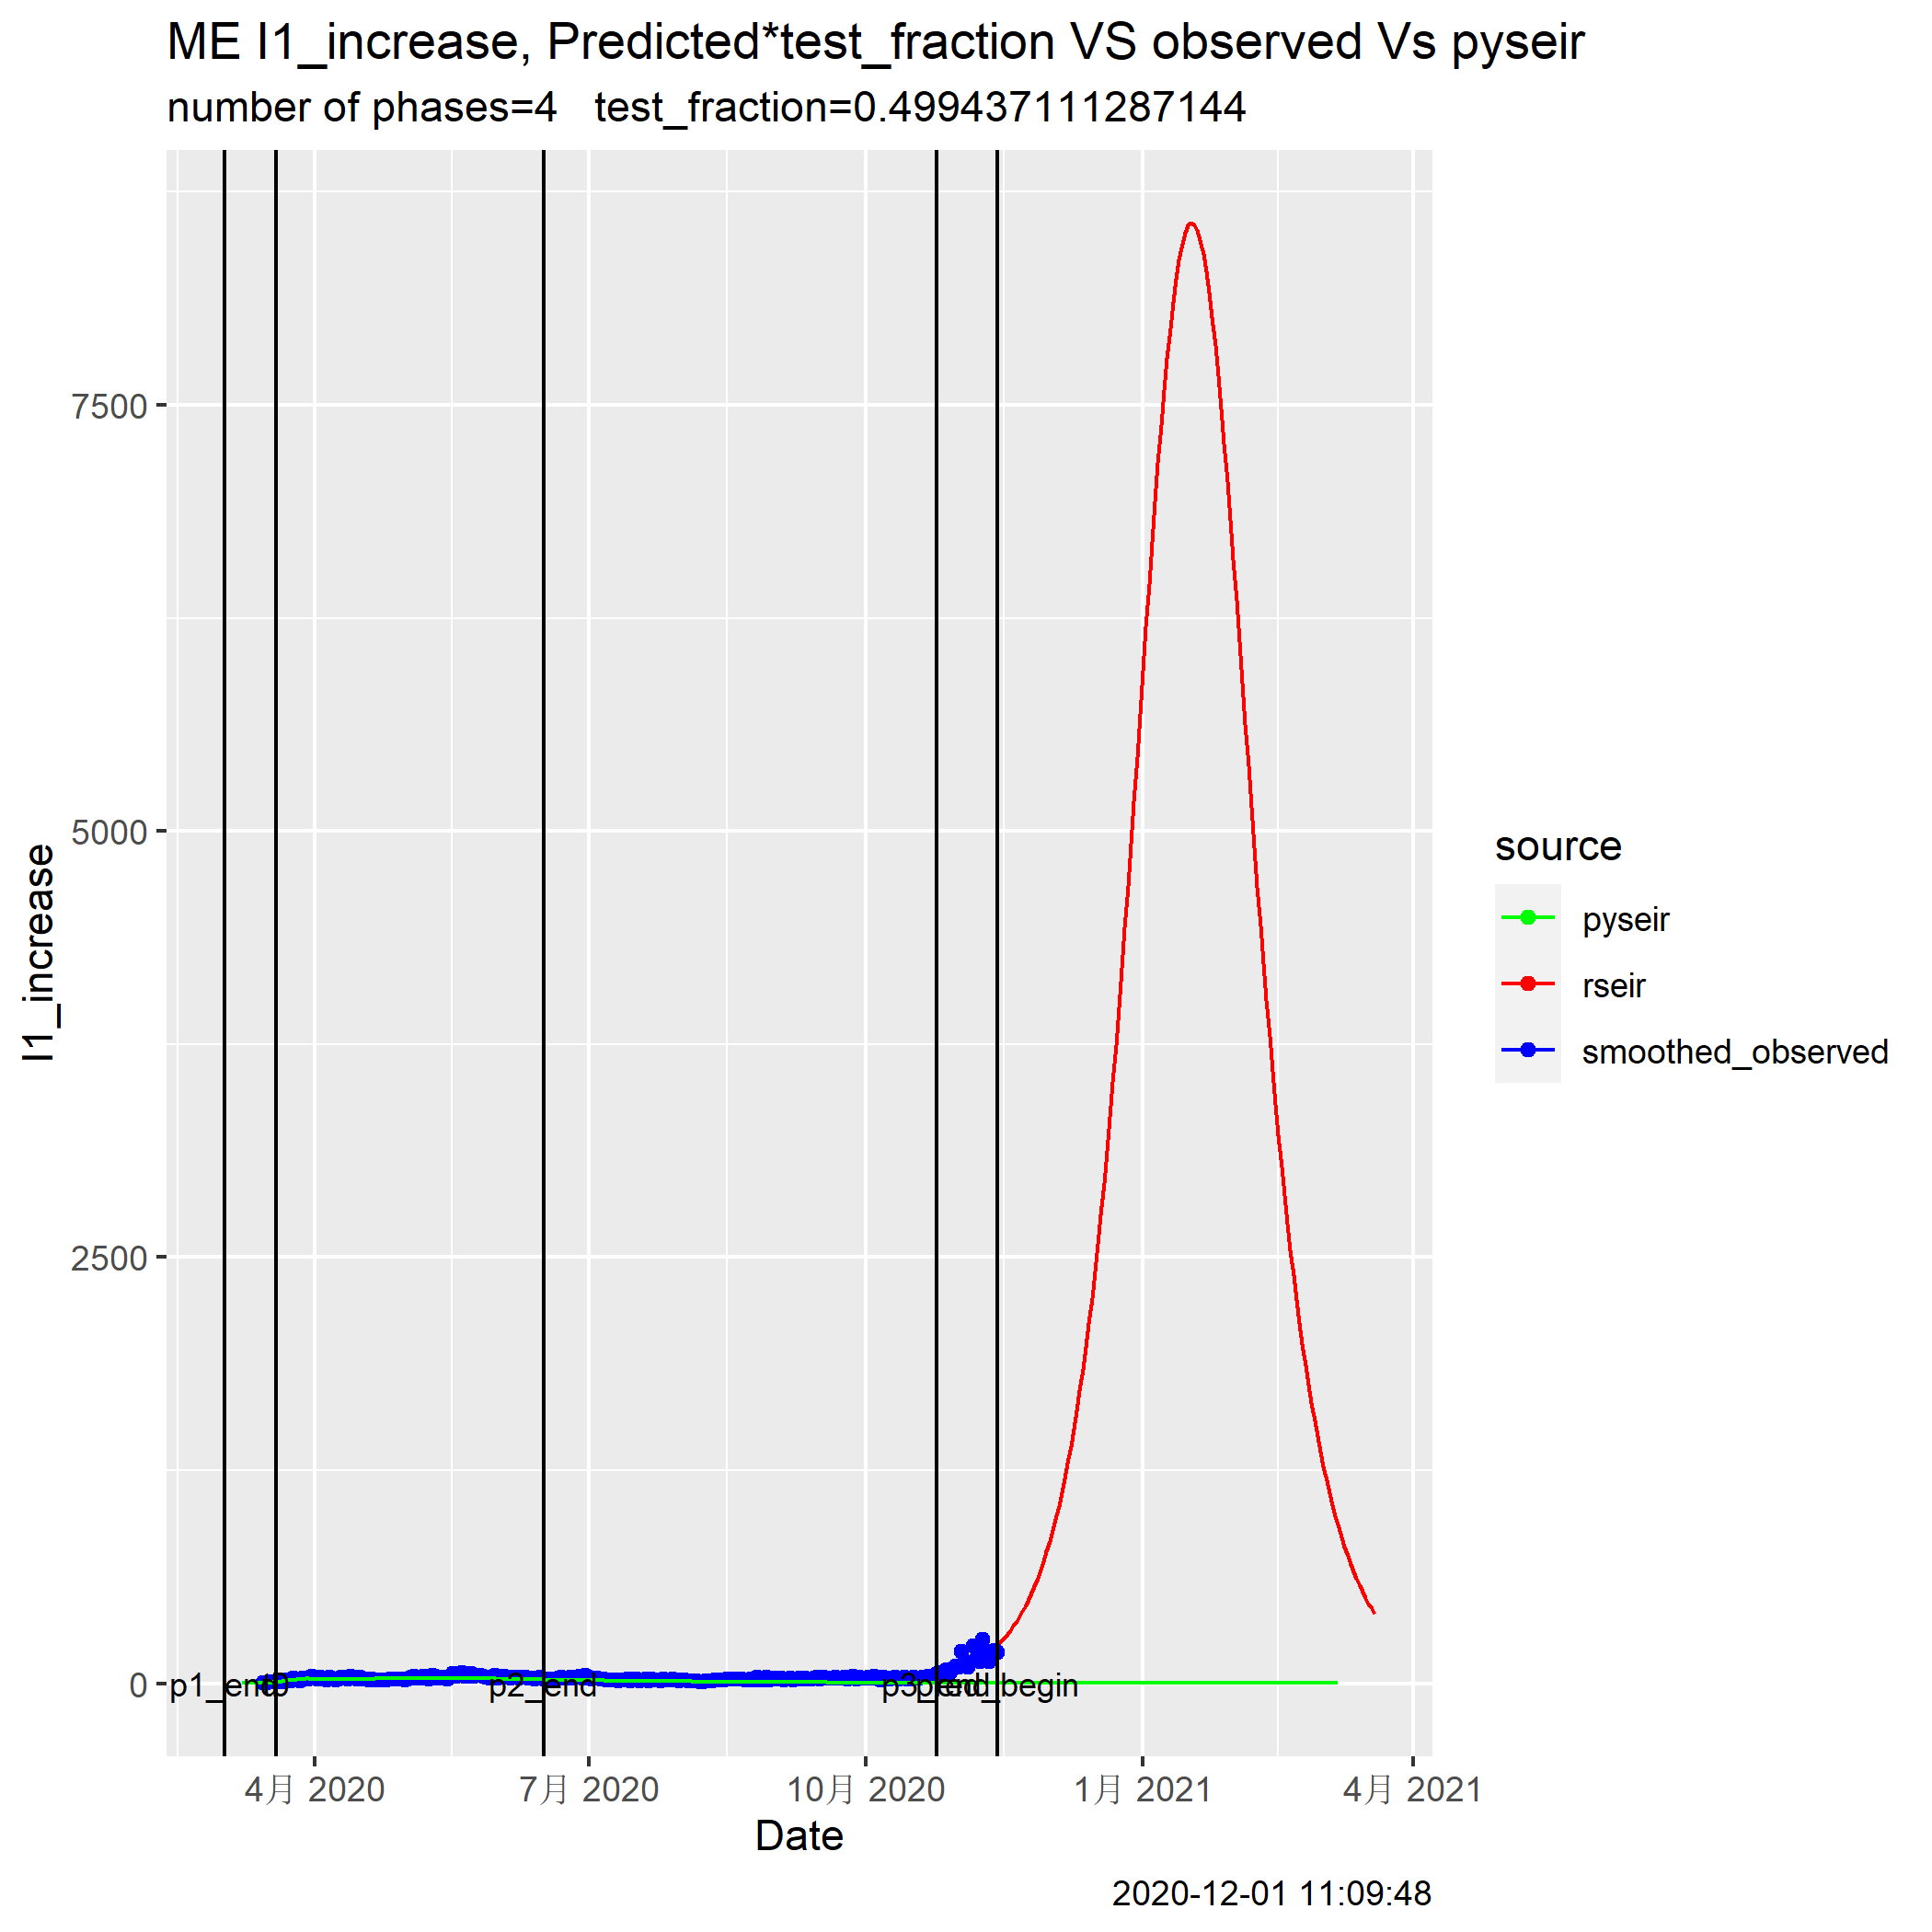 ME I1_increase, Predicted*test_fraction VS observed Vs pyseir
number of phases=4 test_fraction=0.499437111287144
I1_increase
7500
5000
2500
0
p1_end
p2_end
p3_end
4月 2020
7月 2020
10月 2020
1月 2021
4月 2021
Date
source
pyseir
rseir
smoothed_observed
2020-12-01 11:09:48